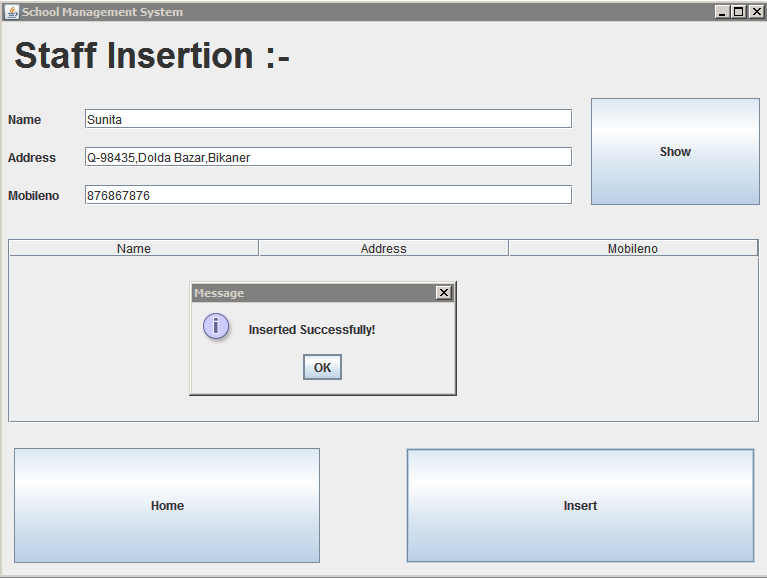 School Management System
Staff Insertion :-
Name
Sunita
Show
Address
Q-98435,Dolda Bazar,Bikaner
Mobileno
876867876
Name Address Mobileno
Message
Inserted Successfully!
OK
Home
Insert